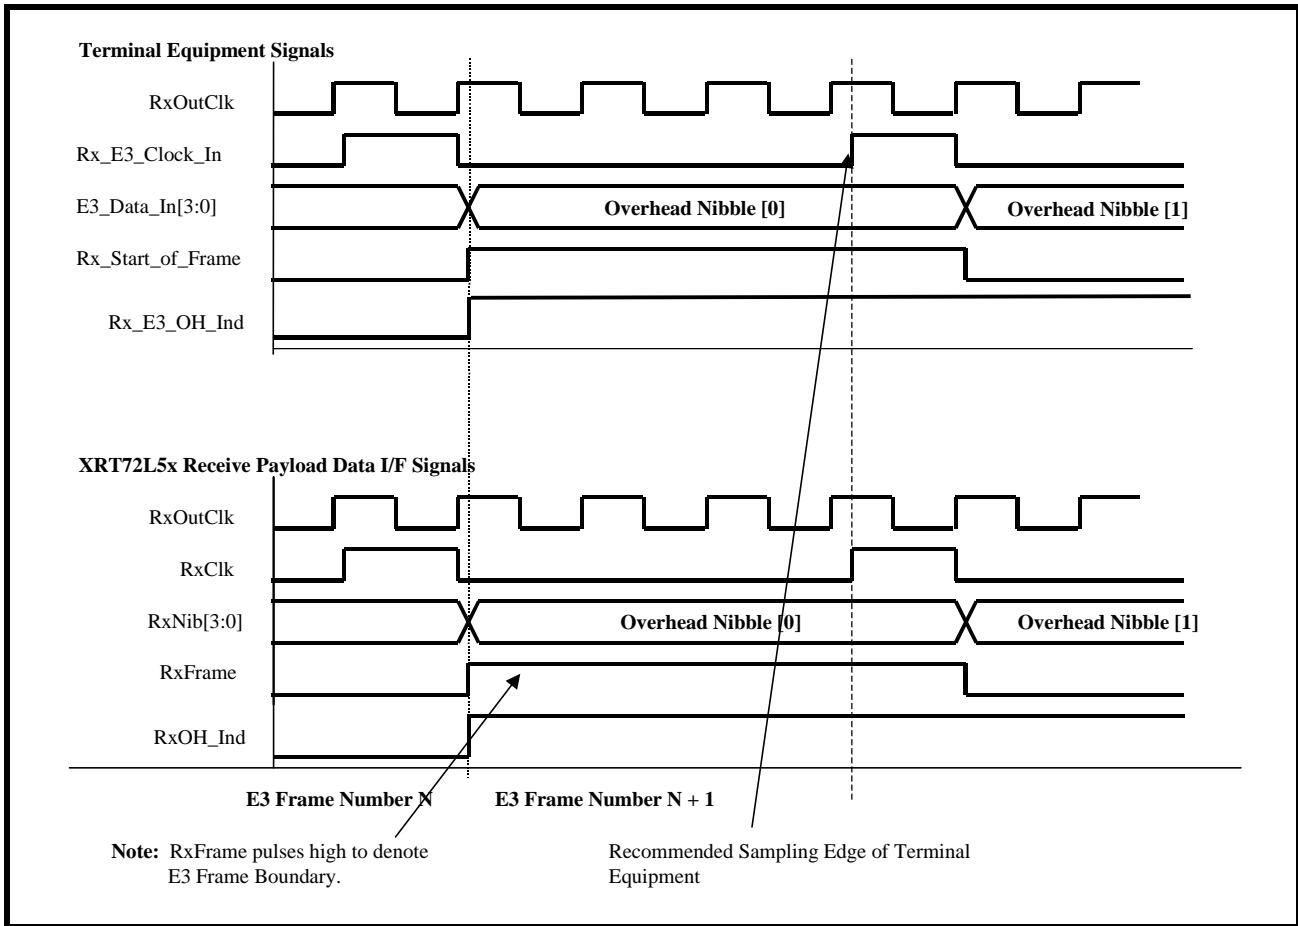 Terminal Equipment Signals
RxOutClk
Rx_E3_Clock_In
E3_Data_In[3:0]
Overhead Nibble [0]
Overhead Nibble [1]
Rx_Start_of_Frame
Rx_E3_OH_Ind
XRT72L5x Receive Payload Data I/F Signals
RxOutClk
RxClk
RxNib[3:0]
Overhead Nibble [0]
Overhead Nibble [1]
RxFrame
RxOH_Ind
E3 Frame Number N
E3 Frame Number N + 1
Note: RxFrame pulses high to denote
E3 Frame Boundary.
Recommended Sampling Edge of Terminal
Equipment